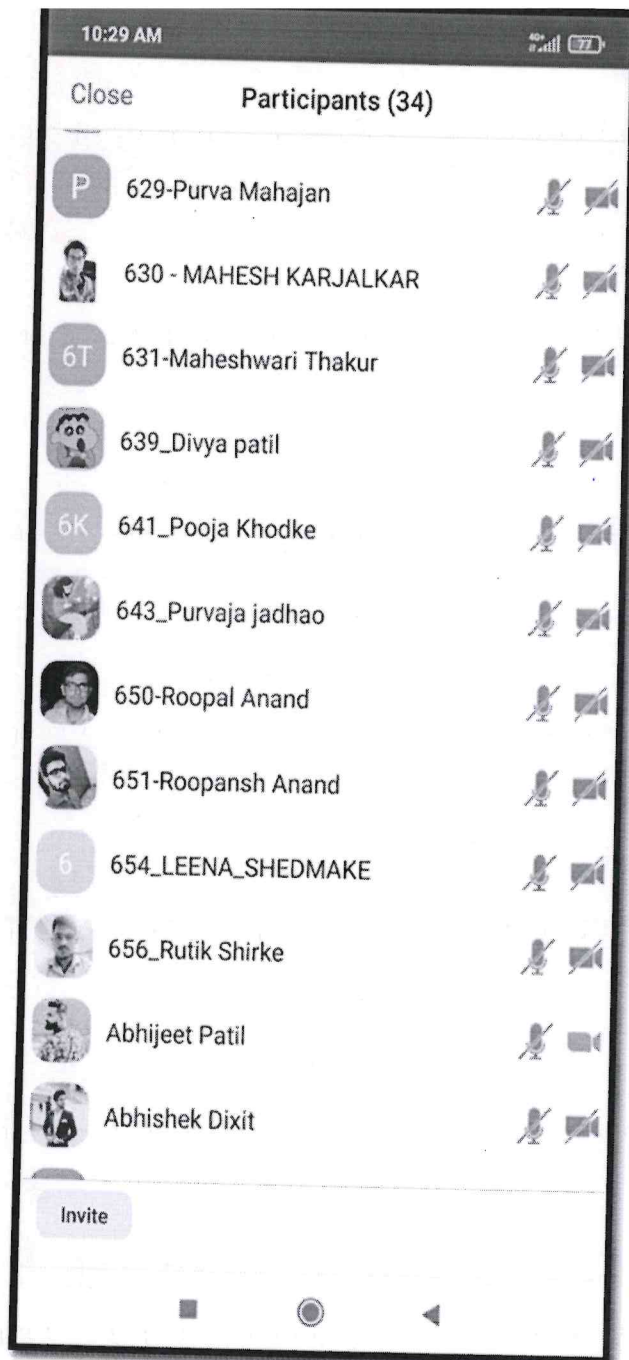 10:29 AM 4G+ 77
Close Participants (34)
P 629-Purva Mahajan
630 - MAHESH KARJALKAR
6T 631-Maheshwari Thakur
639_Divya patil
6K 641_Pooja Khodke
643_Purvaja jadhao
650-Roopal Anand
651-Roopansh Anand
6 654_LEENA_SHEDMAKE
656_Rutik Shirke
Abhijeet Patil
Abhishek Dixit
Invite